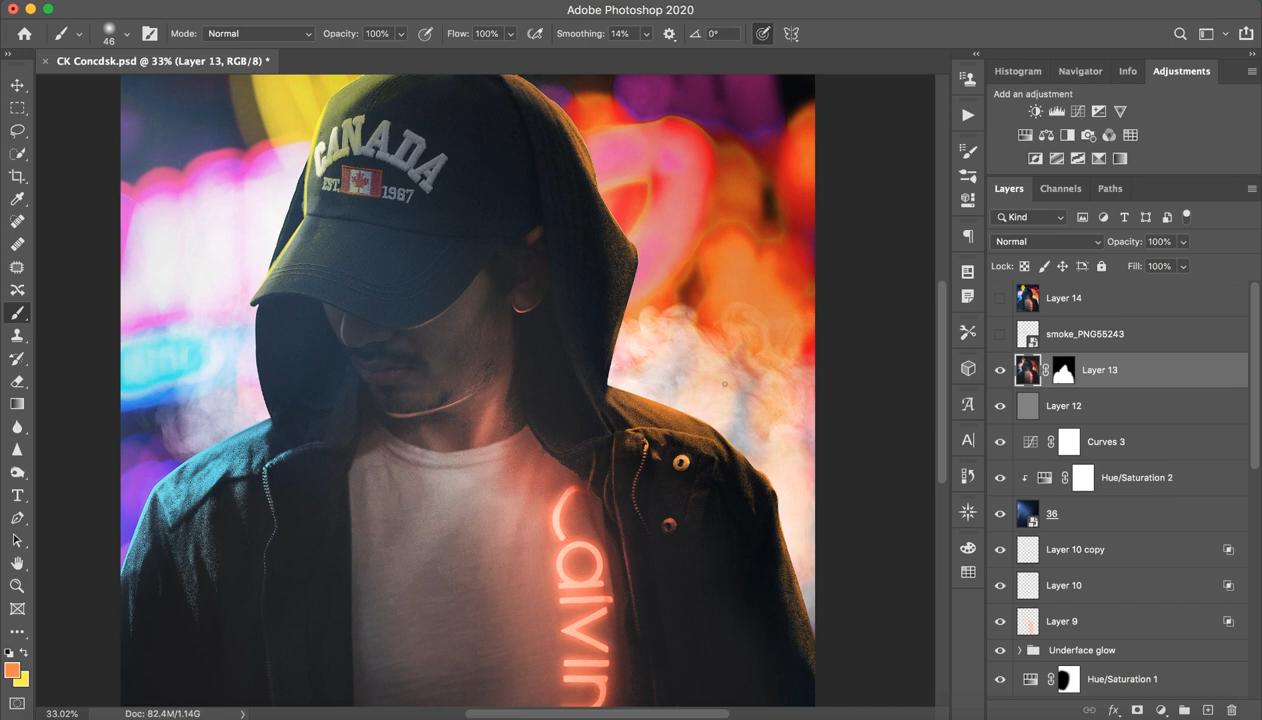 Adobe Photoshop 2020
46
Mode: Normal
Opacity: 100%
Flow: 100%
Smoothing: 14%
0°
CK Concdsk.psd @ 33% (Layer 13, RGB/8) *
CANADA
EST. 1987
Calvin
Histogram
Navigator
Info
Adjustments
Add an adjustment
Layers
Channels
Paths
Kind
Normal
Opacity: 100%
Lock:
Fill: 100%
Layer 14
smoke_PNG55243
Layer 13
Layer 12
Curves 3
Hue/Saturation 2
36
Layer 10 copy
Layer 10
Layer 9
Underface glow
Hue/Saturation 1
33.02%
Doc: 82.4M/1.14G